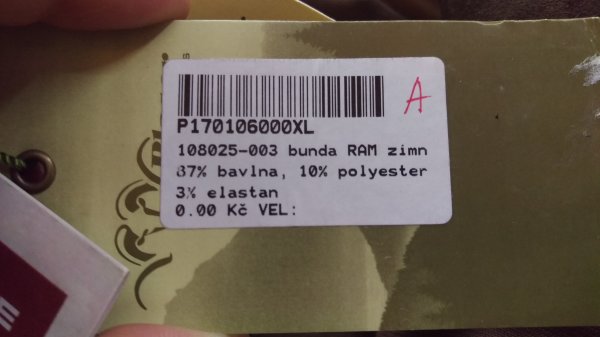 P170106000XL
A
108025-003 bunda RAM zimn
87% bavlna, 10% polyester
3% elastan
0.00 Kč VEL: